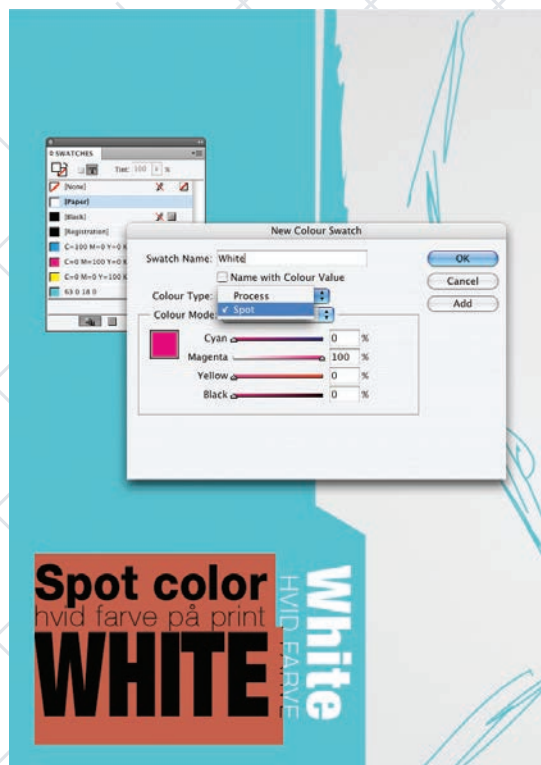 SWATCHES
Tint: 100 %
[None]
[Paper]
[Black]
[Registration]
C=100 M=0 Y=0 K
C=0 M=100 Y=0 K
C=0 M=0 Y=100 K
63 0 18 0
New Colour Swatch
Swatch Name: White
Name with Colour Value
Colour Type: Process
✓ Spot
Colour Mode
Cyan 0 %
Magenta 100 %
Yellow 0 %
Black 0 %
OK
Cancel
Add
Spot color
hvid farve på print
WHITE
White
HVID FARVE